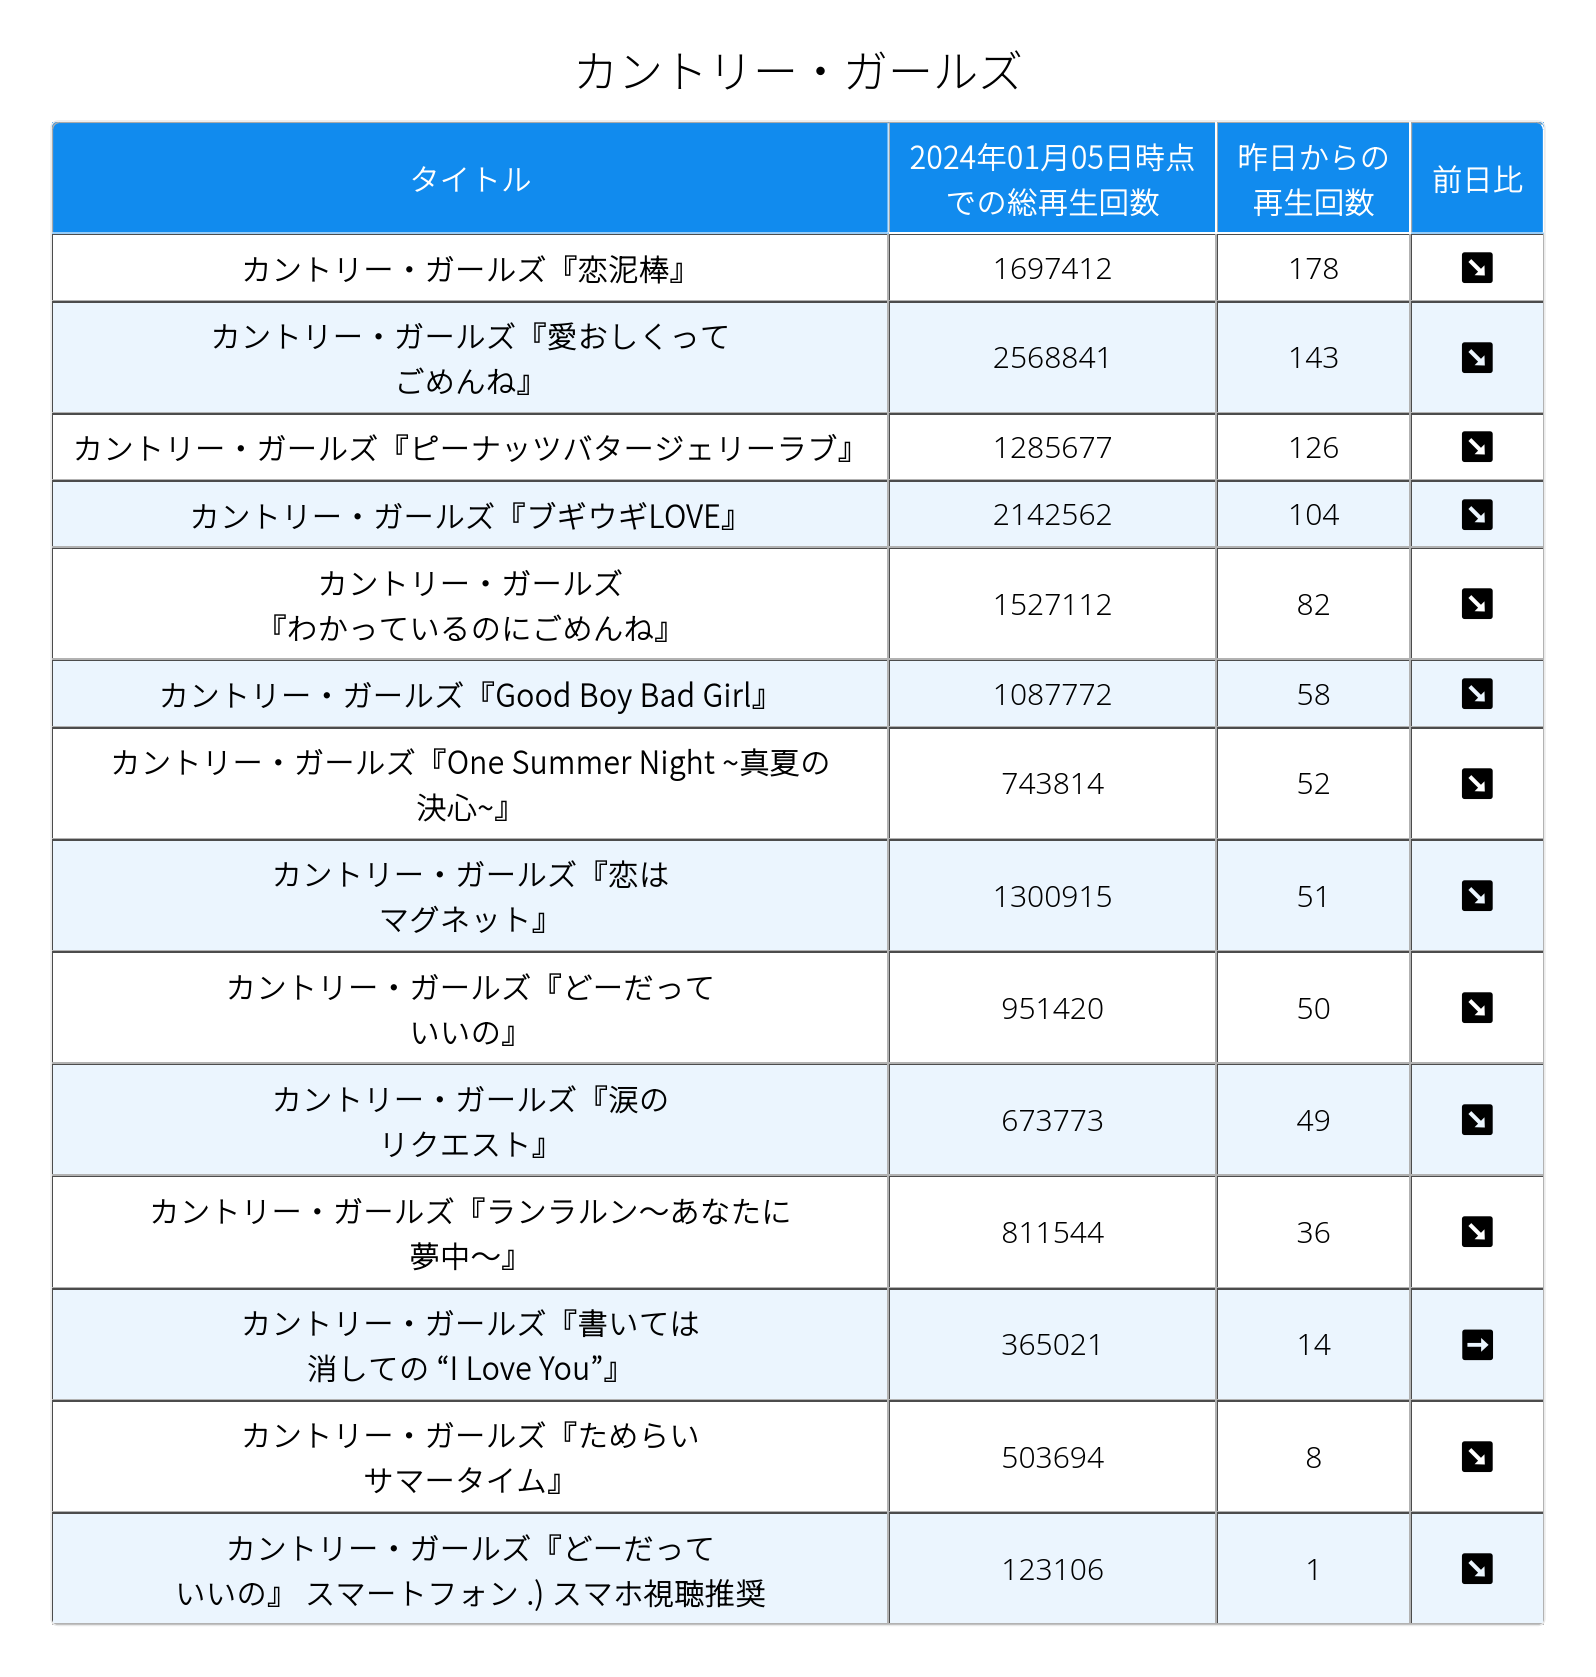 カントリー・ガールズ
タイトル
2024年01月05日時点
での総再生回数
昨日からの
再生回数
前日比
カントリー・ガールズ『恋泥棒』
1697412
178
カントリー・ガールズ『愛おしくって
ごめんね』
2568841
143
カントリー・ガールズ『ピーナッツバタージェリーラブ』
1285677
126
カントリー・ガールズ『ブギウギLOVE』
2142562
104
カントリー・ガールズ
『わかっているのにごめんね』
1527112
82
カントリー・ガールズ『Good Boy Bad Girl』
1087772
58
カントリー・ガールズ『One Summer Night ~真夏の
決心~』
743814
52
カントリー・ガールズ『恋は
マグネット』
1300915
51
カントリー・ガールズ『どーだって
いいの』
951420
50
カントリー・ガールズ『涙の
リクエスト』
673773
49
カントリー・ガールズ『ランラルン〜あなたに
夢中〜』
811544
36
カントリー・ガールズ『書いては
消しての “I Love You”』
365021
14
カントリー・ガールズ『ためらい
サマータイム』
503694
8
カントリー・ガールズ『どーだって
いいの』 スマートフォン .) スマホ視聴推奨
123106
1